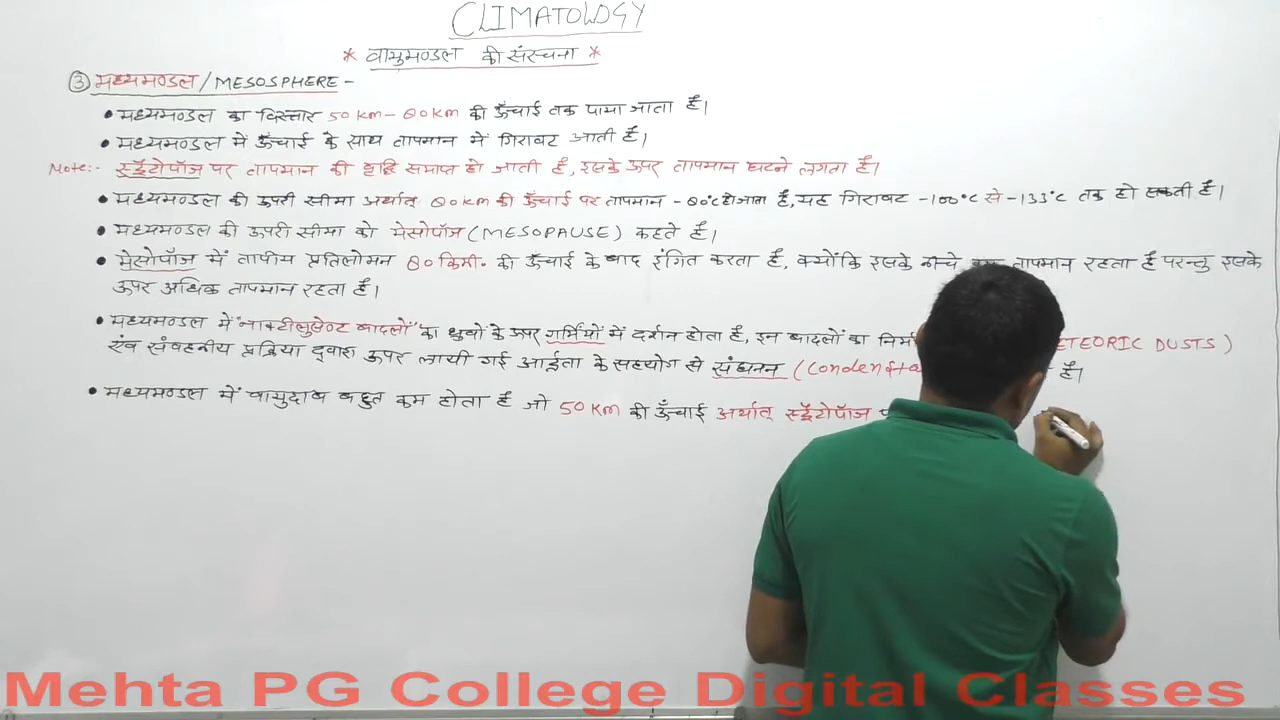 CLIMATOLOGY
* वायुमण्डल की संरचना *
③ मध्यमण्डल / MESOSPHERE -
• मध्यमण्डल का विस्तार 50 km - 80 km की ऊँचाई तक पाया जाता है।
• मध्यमण्डल में ऊँचाई के साथ तापमान में गिरावट आती है।
Note:- स्ट्रैटोपॉज पर तापमान की वृद्धि समाप्त हो जाती है, इसके ऊपर तापमान घटने लगता है।
• मध्यमण्डल की ऊपरी सीमा अर्थात् 80 km की ऊँचाई पर तापमान -80°C हो जाता है, यह गिरावट -100°C से -133°C तक हो सकती है।
• मध्यमण्डल की ऊपरी सीमा को मेसोपॉज (MESOPAUSE) कहते हैं।
• मेसोपॉज में तापीय प्रतिलोमन 80 किमी. की ऊँचाई के बाद इंगित करता है, क्योंकि इसके नीचे तापमान रहता है परन्तु इसके
ऊपर अधिक तापमान रहता है।
• मध्यमण्डल में "नाक्टीलुसेण्ट बादलों" का ध्रुवों के ऊपर गर्मियों में दर्शन होता है, इन बादलों का ETEORIC DUSTS)
एंव संवहनीय प्रक्रिया द्वारा ऊपर लायी गई आर्द्रता के सहयोग से संघनन है।
• मध्यमण्डल में वायुदाब बहुत कम होता है जो 50 km की ऊँचाई अर्थात् स्ट्रैटोपॉज
Mehta PG College Digital Classes